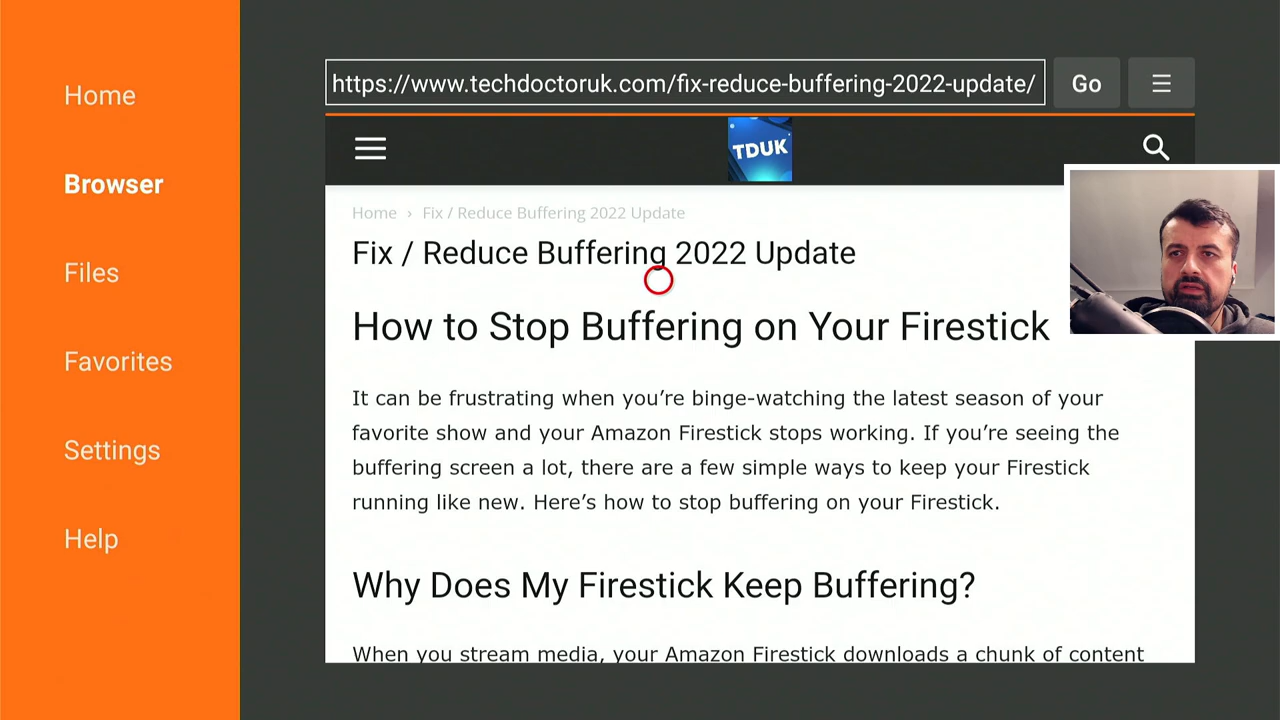 Home
Browser
Files
Favorites
Settings
Help
https://www.techdoctoruk.com/fix-reduce-buffering-2022-update/
Go
TDUK
Home › Fix / Reduce Buffering 2022 Update
Fix / Reduce Buffering 2022 Update
How to Stop Buffering on Your Firestick
It can be frustrating when you’re binge-watching the latest season of your
favorite show and your Amazon Firestick stops working. If you’re seeing the
buffering screen a lot, there are a few simple ways to keep your Firestick
running like new. Here’s how to stop buffering on your Firestick.
Why Does My Firestick Keep Buffering?
When you stream media, your Amazon Firestick downloads a chunk of content